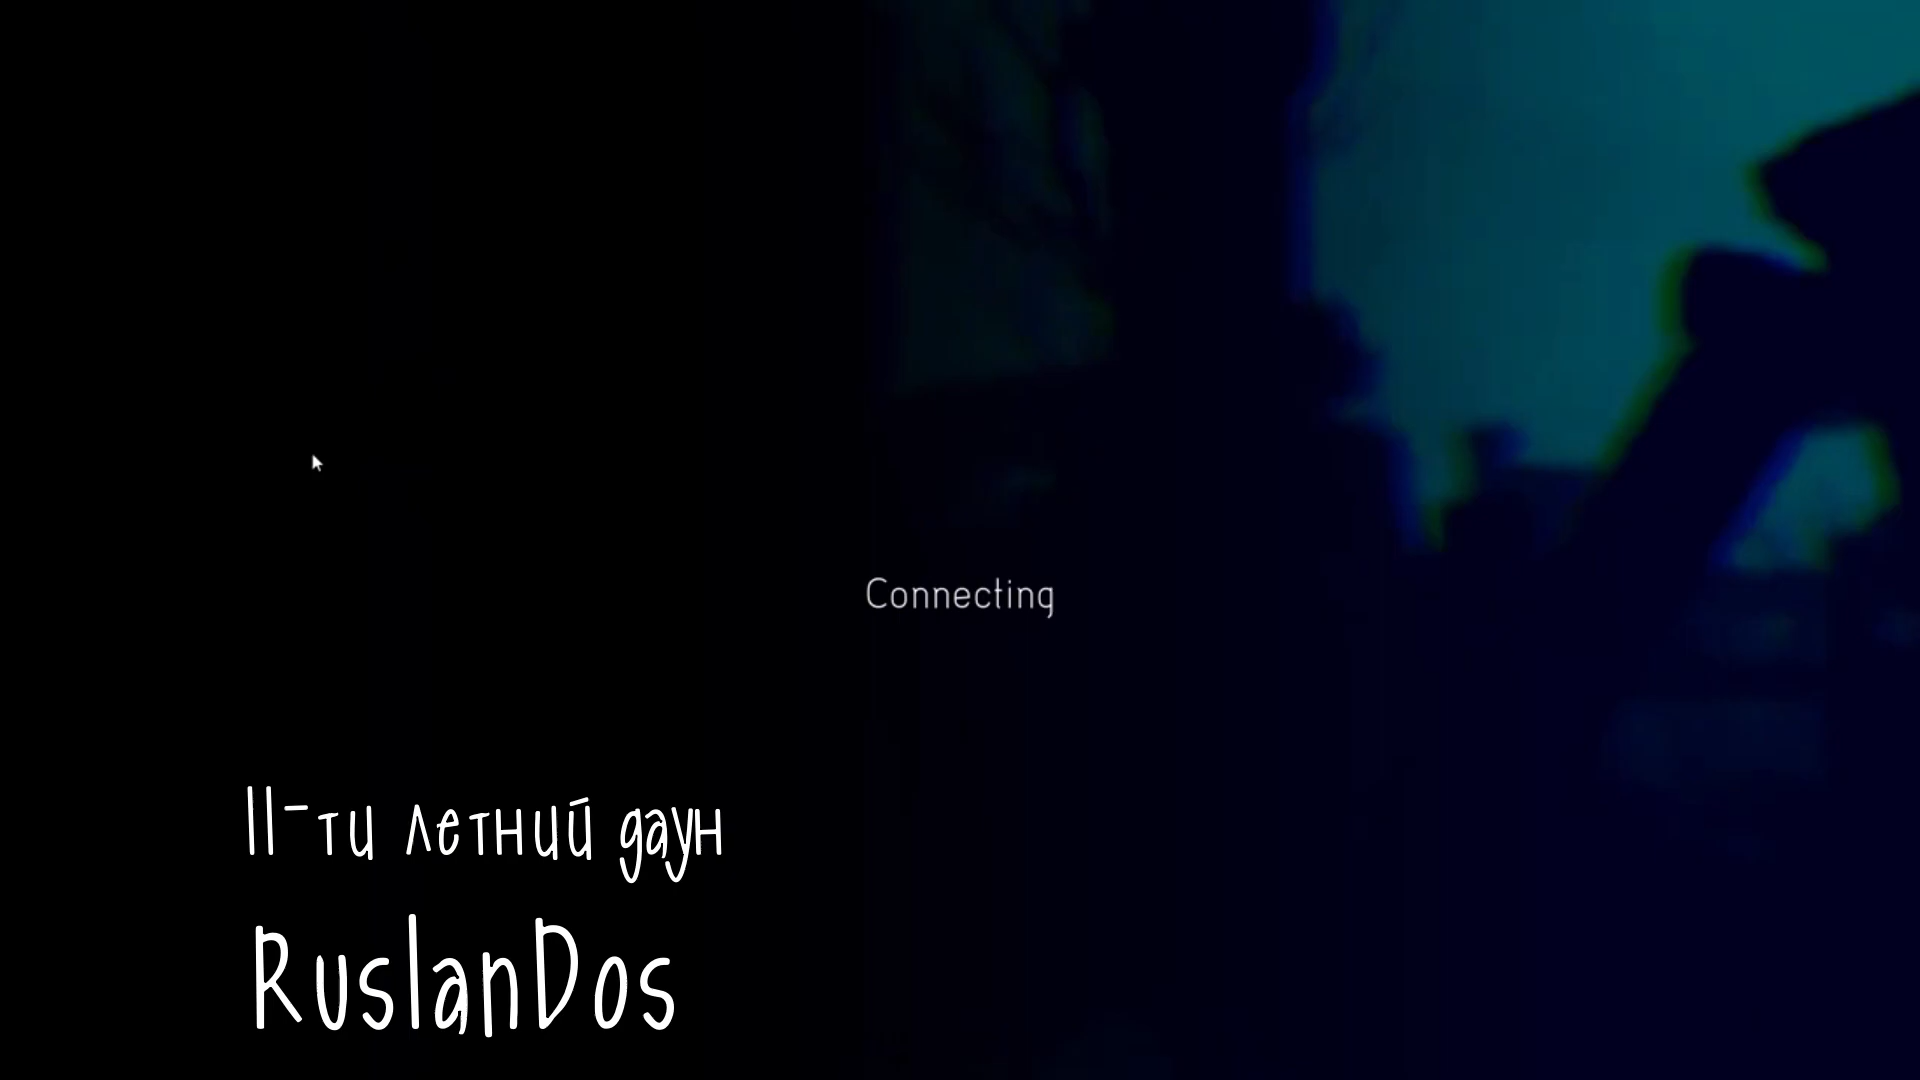 Connecting
11-ти летний даун
RuslanDos